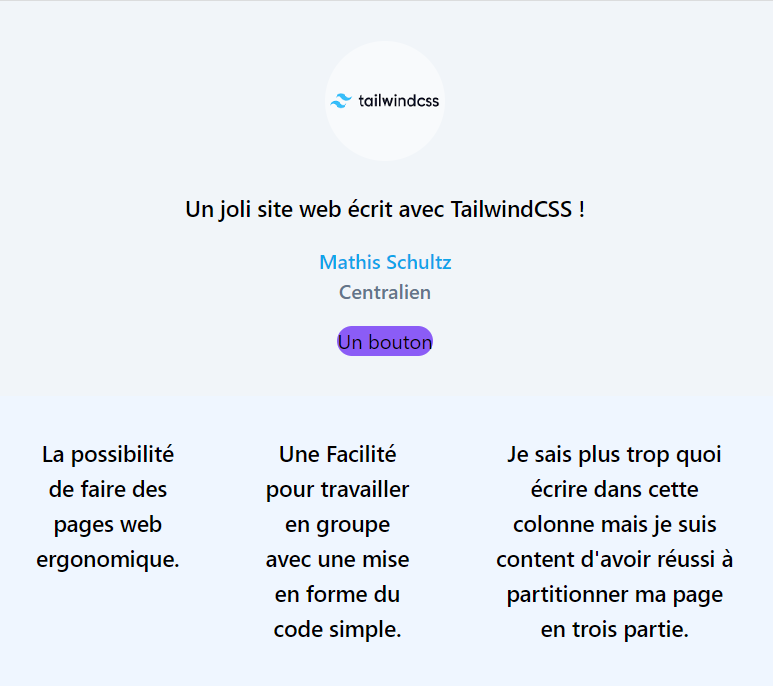 tailwindcss
Un joli site web écrit avec TailwindCSS !
Mathis Schultz
Centralien
Un bouton
La possibilité
de faire des
pages web
ergonomique.
Une Facilité
pour travailler
en groupe
avec une mise
en forme du
code simple.
Je sais plus trop quoi
écrire dans cette
colonne mais je suis
content d'avoir réussi à
partitionner ma page
en trois partie.